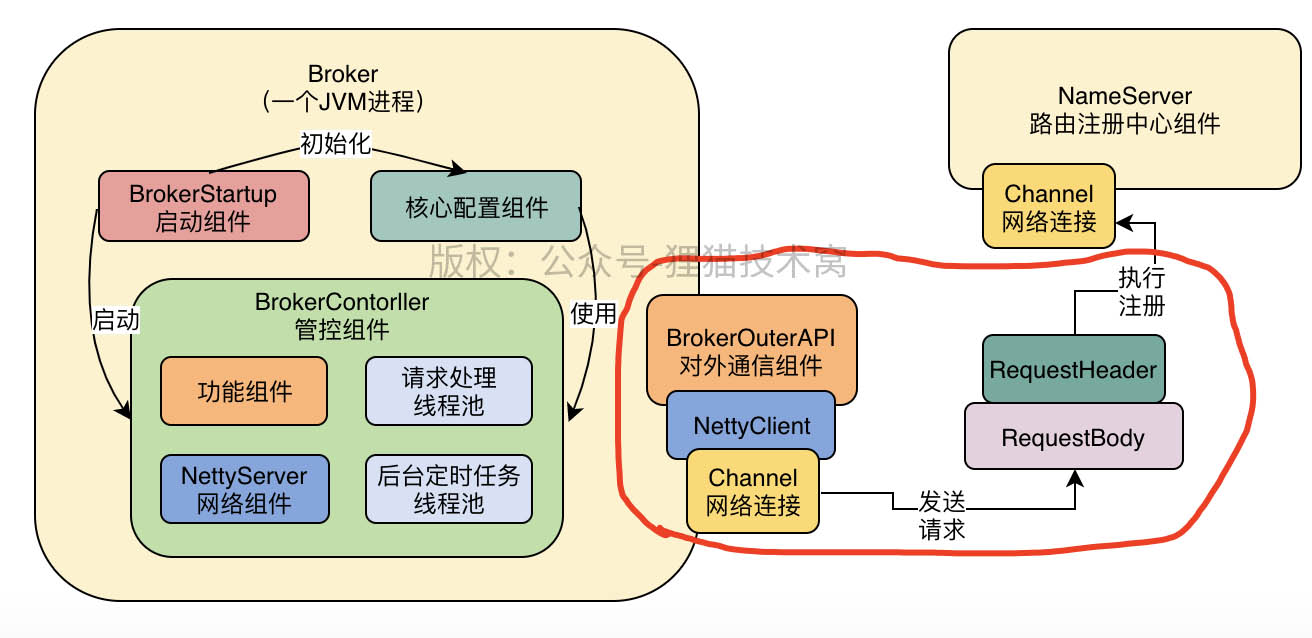 Broker
（一个JVM进程）
初始化
BrokerStartup
启动组件
核心配置组件
启动
使用
BrokerContorller
管控组件
功能组件
请求处理
线程池
NettyServer
网络组件
后台定时任务
线程池
版权：公众号 狸猫技术窝
BrokerOuterAPI
对外通信组件
NettyClient
Channel
网络连接
发送
请求
RequestHeader
RequestBody
执行
注册
NameServer
路由注册中心组件
Channel
网络连接